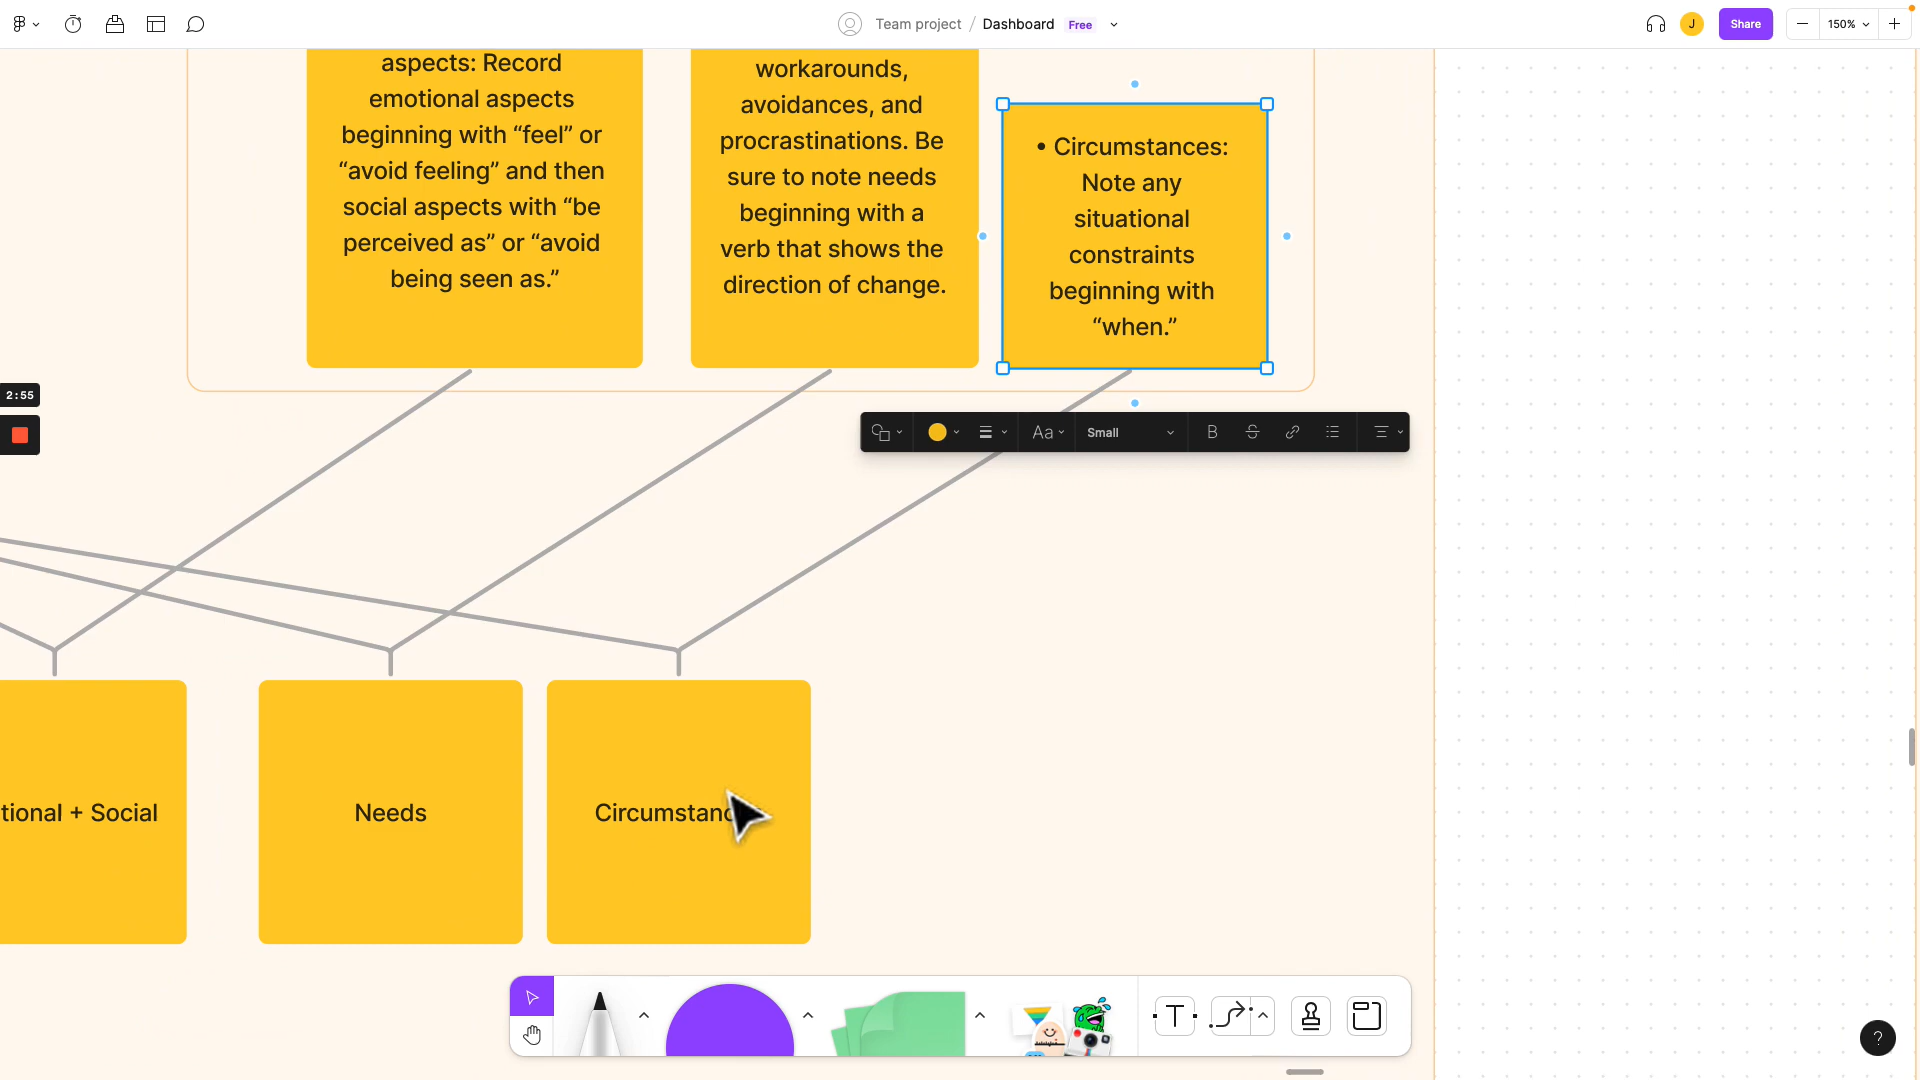 Team project / Dashboard Free
J
Share
150%
aspects: Record
emotional aspects
beginning with “feel” or
“avoid feeling” and then
social aspects with “be
perceived as” or “avoid
being seen as.”
workarounds,
avoidances, and
procrastinations. Be
sure to note needs
beginning with a
verb that shows the
direction of change.
• Circumstances:
Note any
situational
constraints
beginning with
“when.”
2:55
Aa
Small
B
S
tional + Social
Needs
Circumstanc
T
?